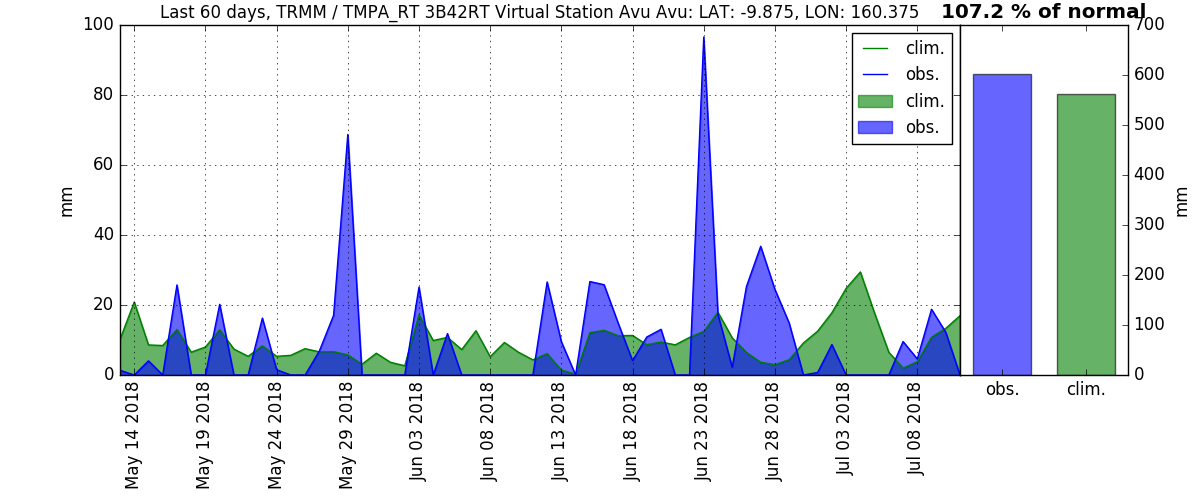 Last 60 days, TRMM / TMPA_RT 3B42RT Virtual Station Avu Avu: LAT: -9.875, LON: 160.375
107.2 % of normal
mm
100
80
60
40
20
0
clim.
obs.
clim.
obs.
May 14 2018
May 19 2018
May 24 2018
May 29 2018
Jun 03 2018
Jun 08 2018
Jun 13 2018
Jun 18 2018
Jun 23 2018
Jun 28 2018
Jul 03 2018
Jul 08 2018
700
600
500
400
300
200
100
0
mm
obs.
clim.